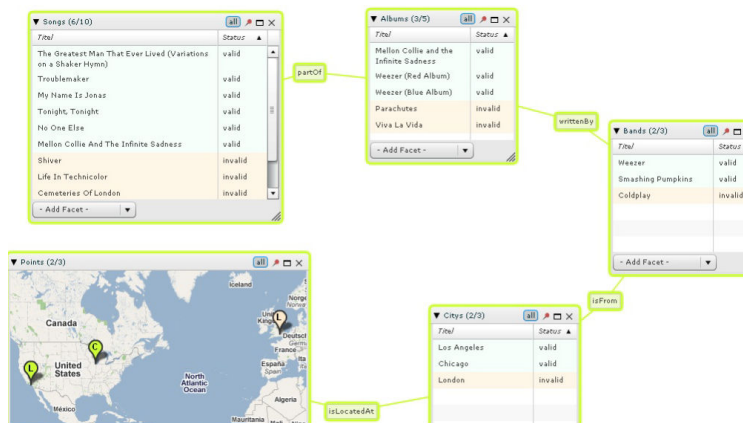 ▼ Songs (6/10) all
Titel Status ▲
The Greatest Man That Ever Lived (Variations valid
on a Shaker Hymn)
Troublemaker valid
My Name Is Jonas valid
Tonight, Tonight valid
No One Else valid
Mellon Collie And The Infinite Sadness valid
Shiver invalid
Life In Technicolor invalid
Cemeteries Of London invalid
- Add Facet - ▼
partOf
▼ Albums (3/5) all
Titel Status ▲
Mellon Collie and the valid
Infinite Sadness
Weezer (Red Album) valid
Weezer (Blue Album) valid
Parachutes invalid
Viva La Vida invalid
- Add Facet - ▼
writtenBy
▼ Bands (2/3) all
Titel Status
Weezer valid
Smashing Pumpkins valid
Coldplay invalid
- Add Facet - ▼
isFrom
▼ Citys (2/3) all
Titel Status ▲
Los Angeles valid
Chicago valid
London invalid
isLocatedAt
▼ Points (2/3) all
Iceland
Norge
Canada
L
C
L
France
United
States
España
Spain
North
Atlantic
Ocean
Algeria
México
Mauritania